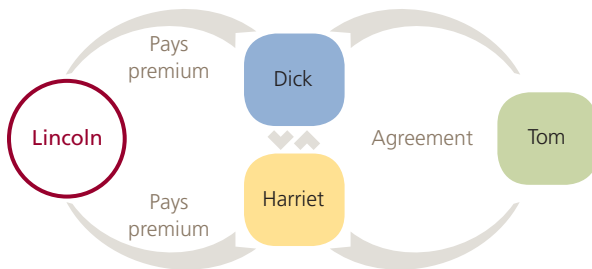 Pays
premium
Dick
Lincoln
Agreement
Tom
Harriet
Pays
premium